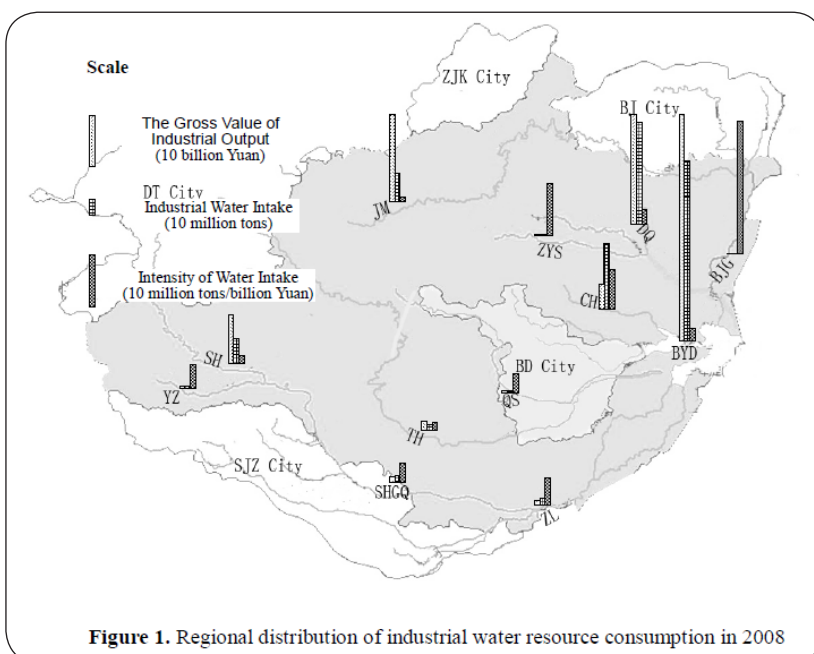 Scale
The Gross Value of
Industrial Output
(10 billion Yuan)
DT City
Industrial Water Intake
(10 million tons)
Intensity of Water Intake
(10 million tons/billion Yuan)
ZJK City
BJ City
JM
ZYS
DQ
BJG
CH
BYD
SH
YZ
BD City
QS
TH
SJZ City
SHGQ
ZL
Figure 1. Regional distribution of industrial water resource consumption in 2008